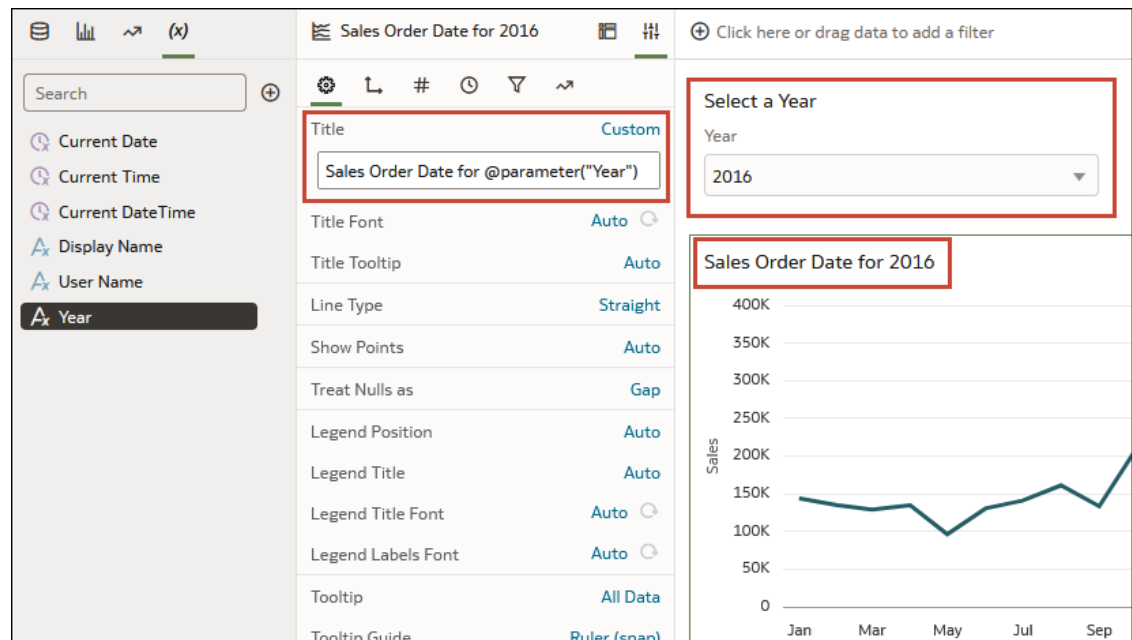 (x)
Search
Current Date
Current Time
Current DateTime
Display Name
User Name
Year
Sales Order Date for 2016
#
Title Custom
Sales Order Date for @parameter("Year")
Title Font Auto
Title Tooltip Auto
Line Type Straight
Show Points Auto
Treat Nulls as Gap
Legend Position Auto
Legend Title Auto
Legend Title Font Auto
Legend Labels Font Auto
Tooltip All Data
Tooltip Guide Ruler (snap)
Click here or drag data to add a filter
Select a Year
Year
2016
Sales Order Date for 2016
400K
350K
300K
250K
200K
150K
100K
50K
0
Sales
Jan Mar May Jul Sep